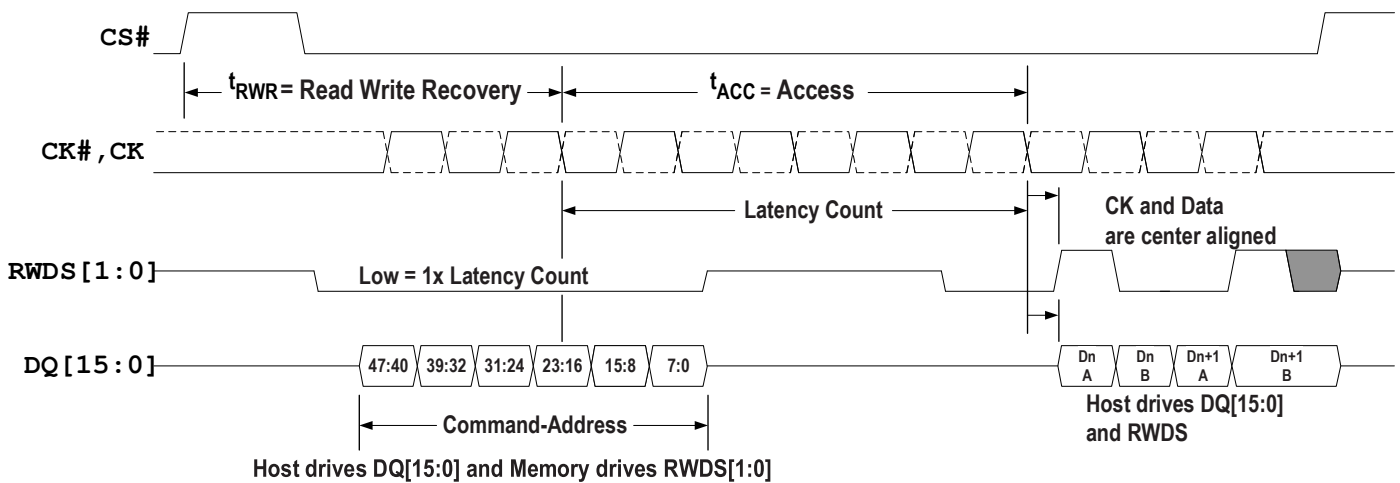 CS#
tRWR= Read Write Recovery
tACC = Access
CK#,CK
Latency Count
CK and Data
are center aligned
RWDS[1:0]
Low = 1x Latency Count
DQ[15:0]
47:40 39:32 31:24 23:16 15:8 7:0
Dn
A
Dn
B
Dn+1
A
Dn+1
B
Command-Address
Host drives DQ[15:0]
and RWDS
Host drives DQ[15:0] and Memory drives RWDS[1:0]